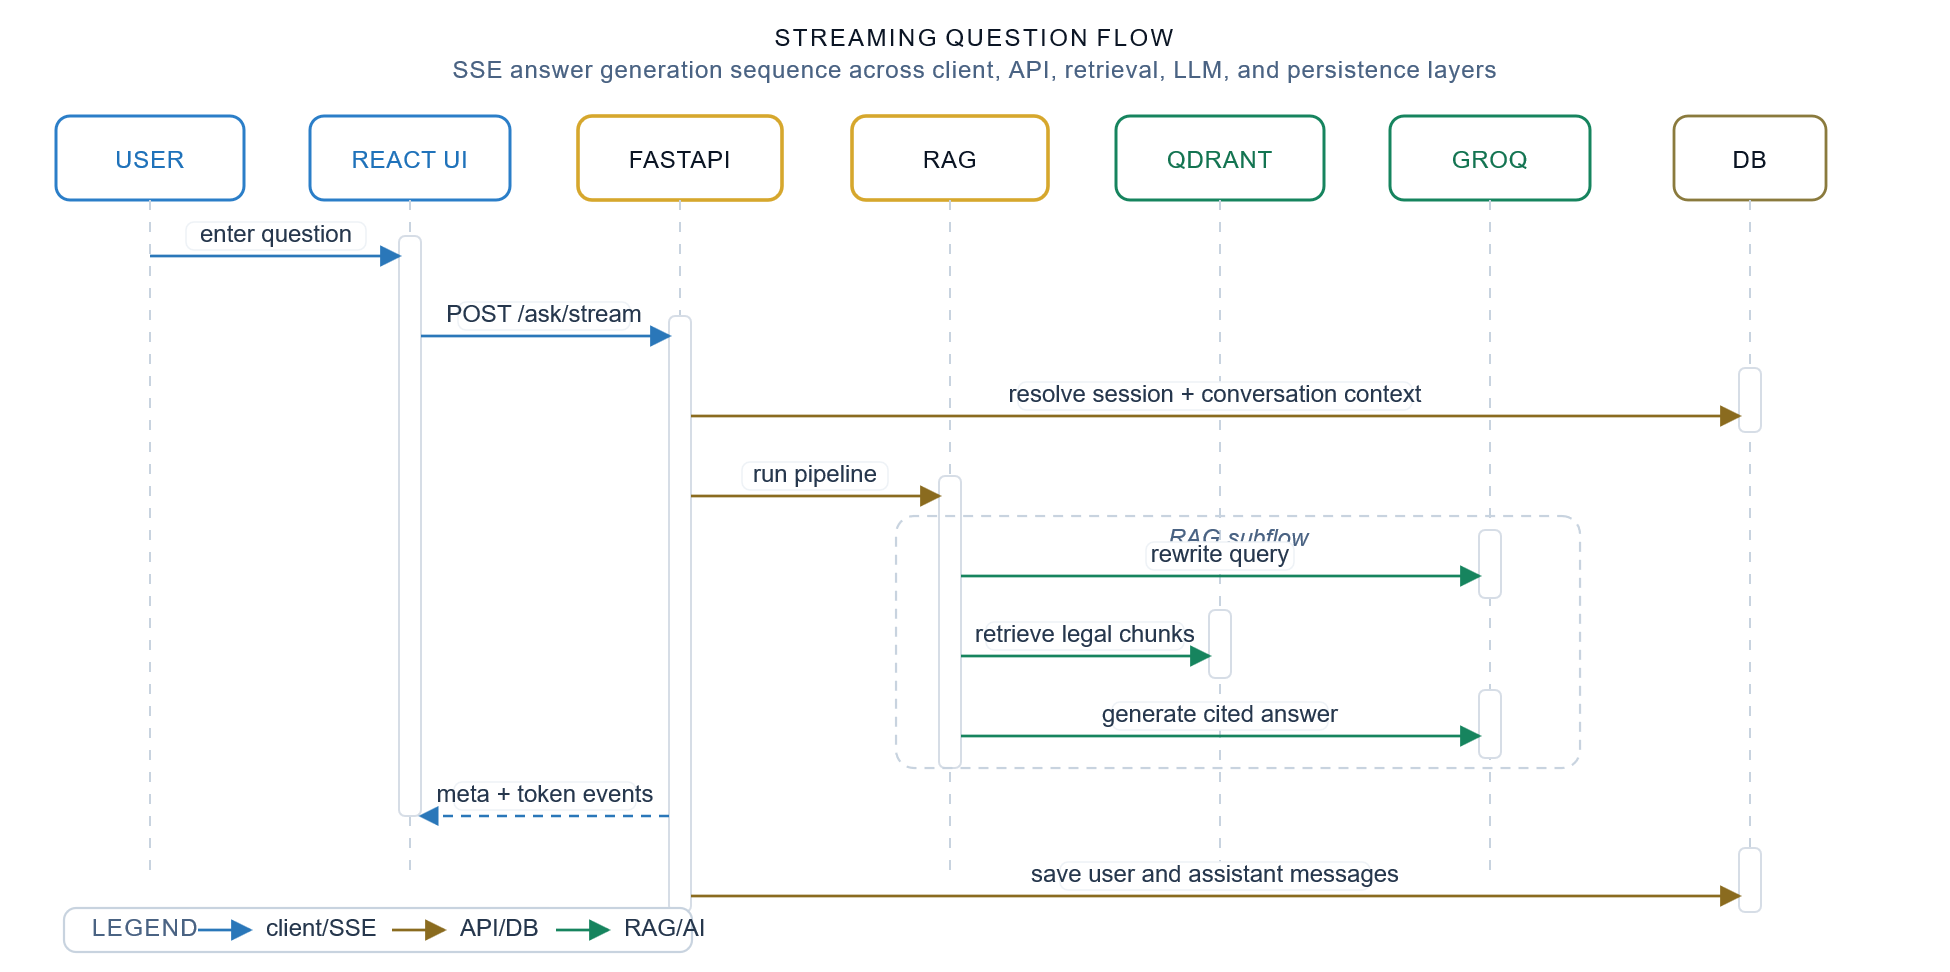 STREAMING QUESTION FLOW
SSE answer generation sequence across client, API, retrieval, LLM, and persistence layers
USER
REACT UI
FASTAPI
RAG
QDRANT
GROQ
DB
enter question
POST /ask/stream
resolve session + conversation context
run pipeline
RAG subflow
rewrite query
retrieve legal chunks
generate cited answer
meta + token events
save user and assistant messages
LEGEND
client/SSE
API/DB
RAG/AI